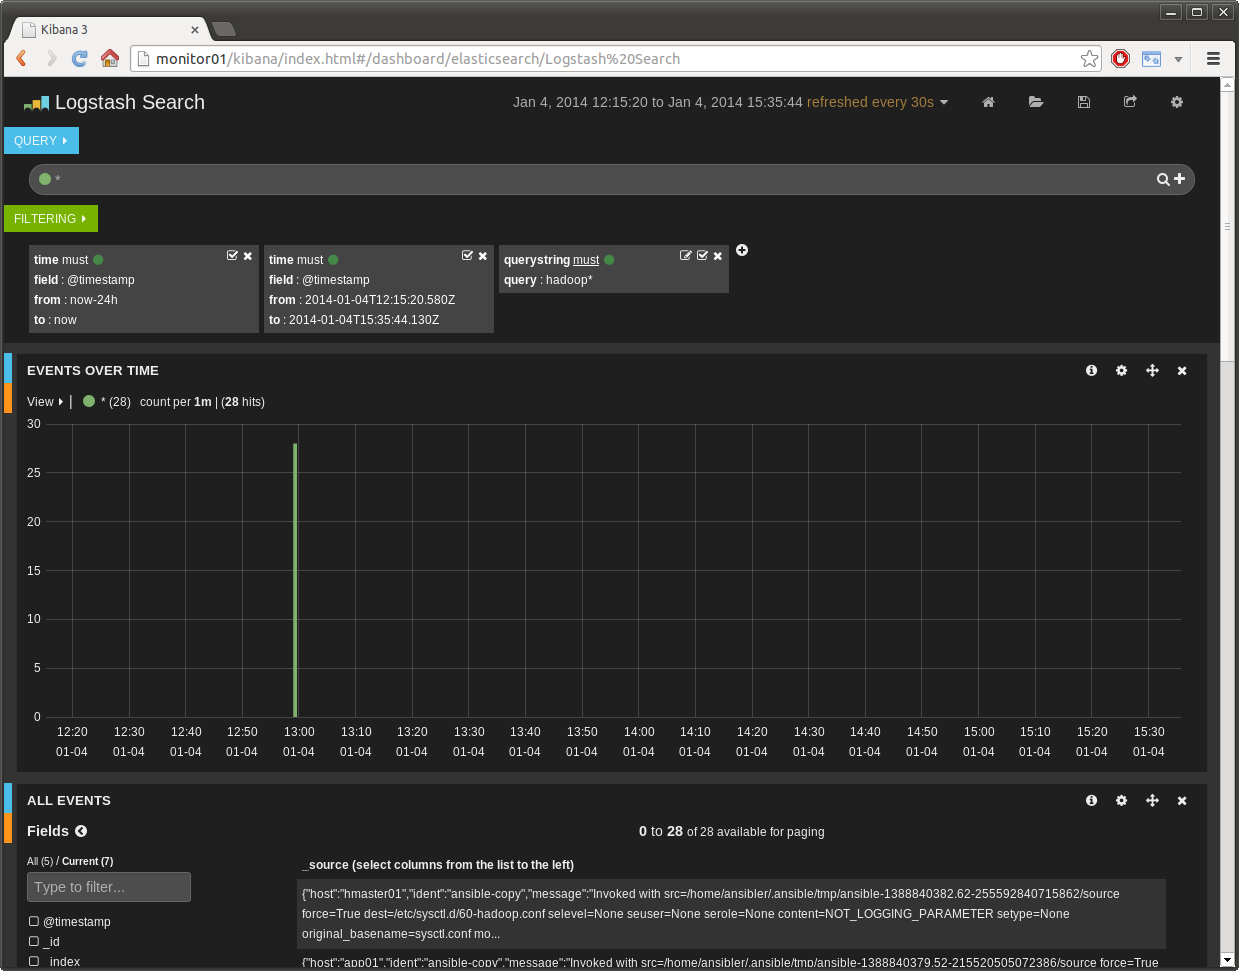 Kibana 3
monitor01/kibana/index.html#/dashboard/elasticsearch/Logstash%20Search
Logstash Search
Jan 4, 2014 12:15:20 to Jan 4, 2014 15:35:44 refreshed every 30s
QUERY
*
FILTERING
time must
field : @timestamp
from : now-24h
to : now
time must
field : @timestamp
from : 2014-01-04T12:15:20.580Z
to : 2014-01-04T15:35:44.130Z
querystring must
query : hadoop*
EVENTS OVER TIME
View | * (28) count per 1m | (28 hits)
30
25
20
15
10
5
0
12:20 12:30 12:40 12:50 13:00 13:10 13:20 13:30 13:40 13:50 14:00 14:10 14:20 14:30 14:40 14:50 15:00 15:10 15:20 15:30
01-04 01-04 01-04 01-04 01-04 01-04 01-04 01-04 01-04 01-04 01-04 01-04 01-04 01-04 01-04 01-04 01-04 01-04 01-04 01-04
ALL EVENTS
Fields
0 to 28 of 28 available for paging
All (5) / Current (7)
Type to filter...
@timestamp
_id
_index
_source (select columns from the list to the left)
{"host":"hmaster01","ident":"ansible-copy","message":"Invoked with src=/home/ansibler/.ansible/tmp/ansible-1388840382.62-255592840715862/source
force=True dest=/etc/sysctl.d/60-hadoop.conf selevel=None seuser=None serole=None content=NOT_LOGGING_PARAMETER setype=None
original_basename=sysctl.conf mo...
{"host":"app01","ident":"ansible-copy","message":"Invoked with src=/home/ansibler/.ansible/tmp/ansible-1388840379.52-215520505072386/source force=True